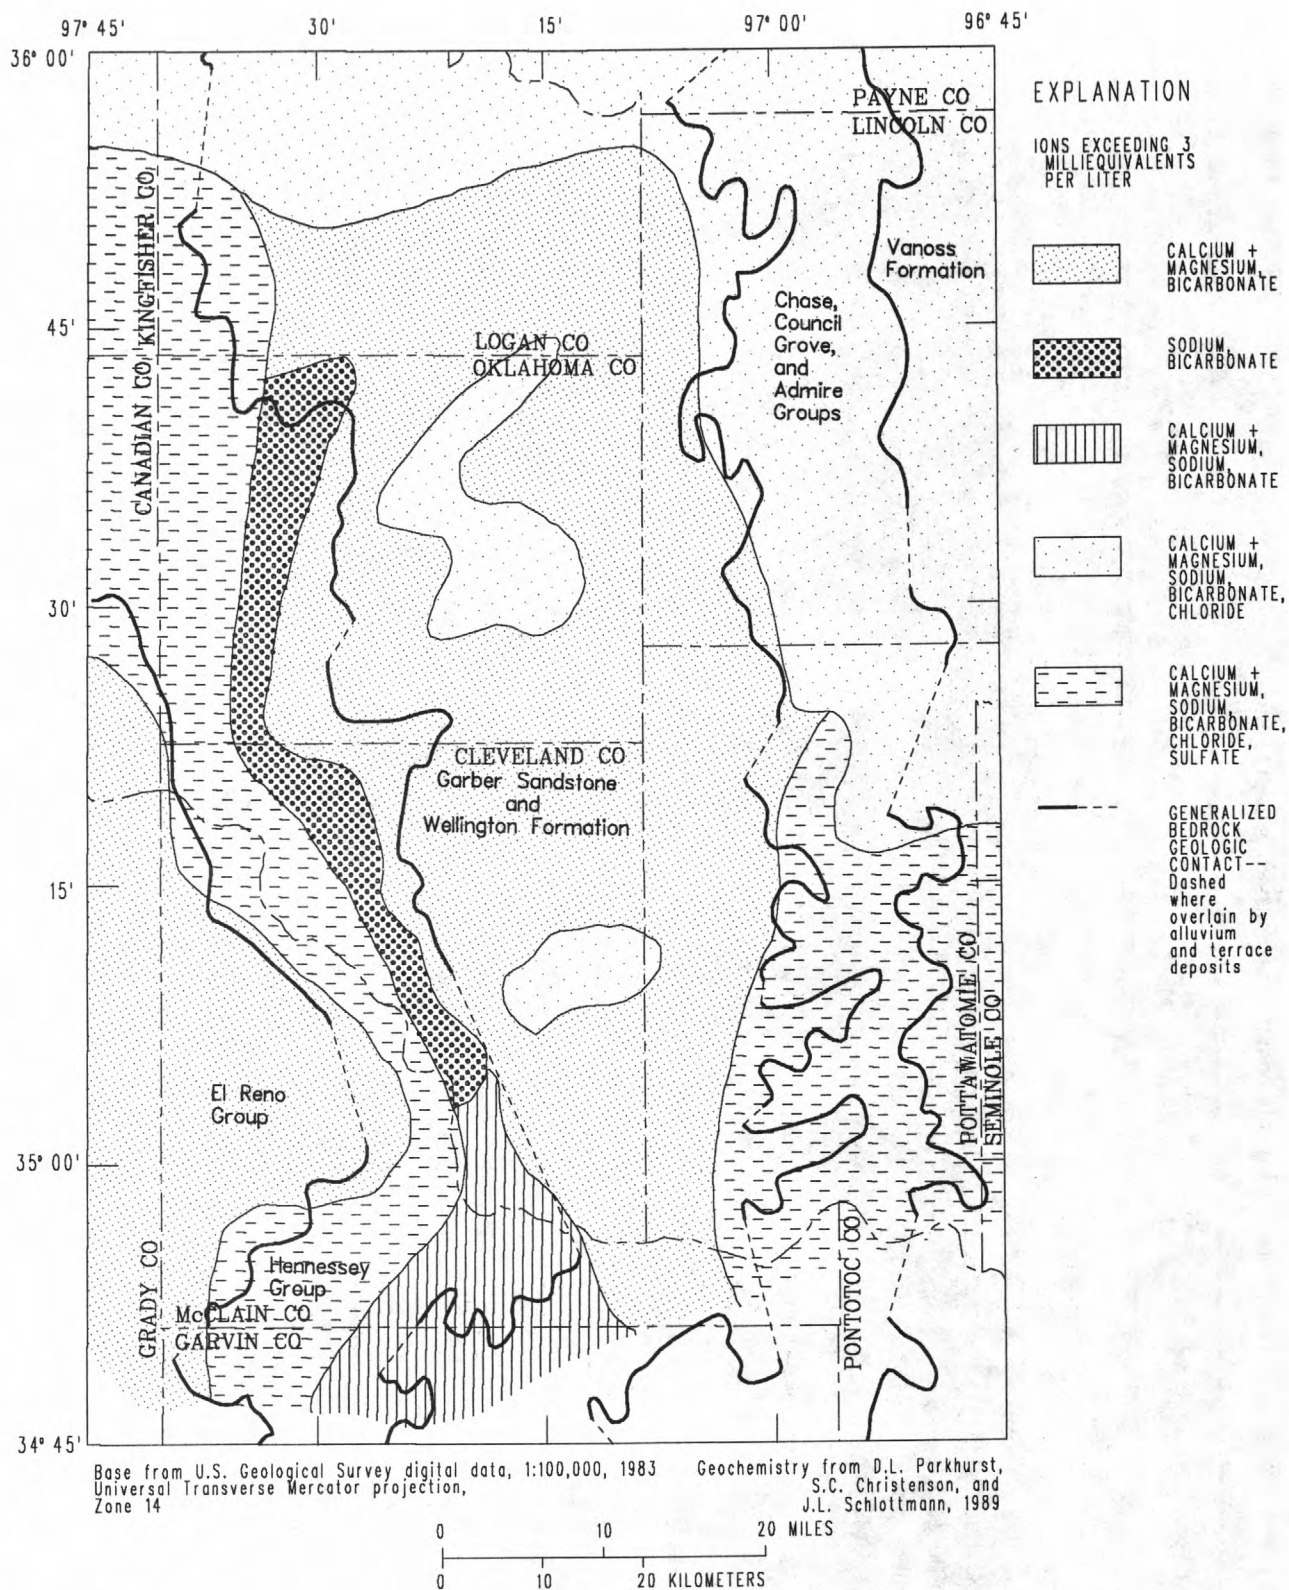 97° 45' 30' 15' 97° 00' 96° 45'
36° 00'
45'
30'
15'
35° 00'
34° 45'
PAYNE CO
LINCOLN CO
CANADIAN CO KINGFISHER CO
LOGAN CO
OKLAHOMA CO
Vanoss
Formation
Chase,
Council
Grove,
and
Admire
Groups
CLEVELAND CO
Garber Sandstone
and
Wellington Formation
POTTAWATOMIE CO
SEMINOLE CO
El Reno
Group
GRADY CO
Hennessey
Group
McCLAIN CO
GARVIN CO
PONTOTOC CO
EXPLANATION
IONS EXCEEDING 3
MILLIEQUIVALENTS
PER LITER
CALCIUM +
MAGNESIUM,
BICARBONATE
SODIUM,
BICARBONATE
CALCIUM +
MAGNESIUM,
SODIUM,
BICARBONATE
CALCIUM +
MAGNESIUM,
SODIUM,
BICARBONATE,
CHLORIDE
CALCIUM +
MAGNESIUM,
SODIUM,
BICARBONATE,
CHLORIDE,
SULFATE
GENERALIZED
BEDROCK
GEOLOGIC
CONTACT--
Dashed
where
overlain by
alluvium
and terrace
deposits
Base from U.S. Geological Survey digital data, 1:100,000, 1983
Universal Transverse Mercator projection,
Zone 14
Geochemistry from D.L. Parkhurst,
S.C. Christenson, and
J.L. Schlottmann, 1989
0 10 20 MILES
0 10 20 KILOMETERS